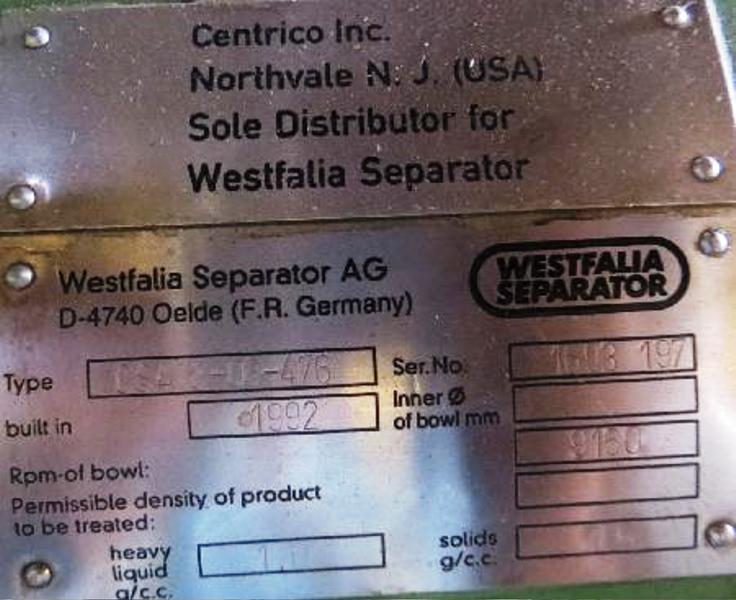 Centrico Inc.
Northvale N. J. (USA)
Sole Distributor for
Westfalia Separator
Westfalia Separator AG
D-4740 Oelde (F.R. Germany)
WESTFALIA
SEPARATOR
Type
Ser.No. 197
built in 1992
Inner Ø
of bowl mm
Rpm-of bowl: 9160
Permissible density of product
to be treated:
heavy
liquid
g/c.c.
solids
g/c.c.